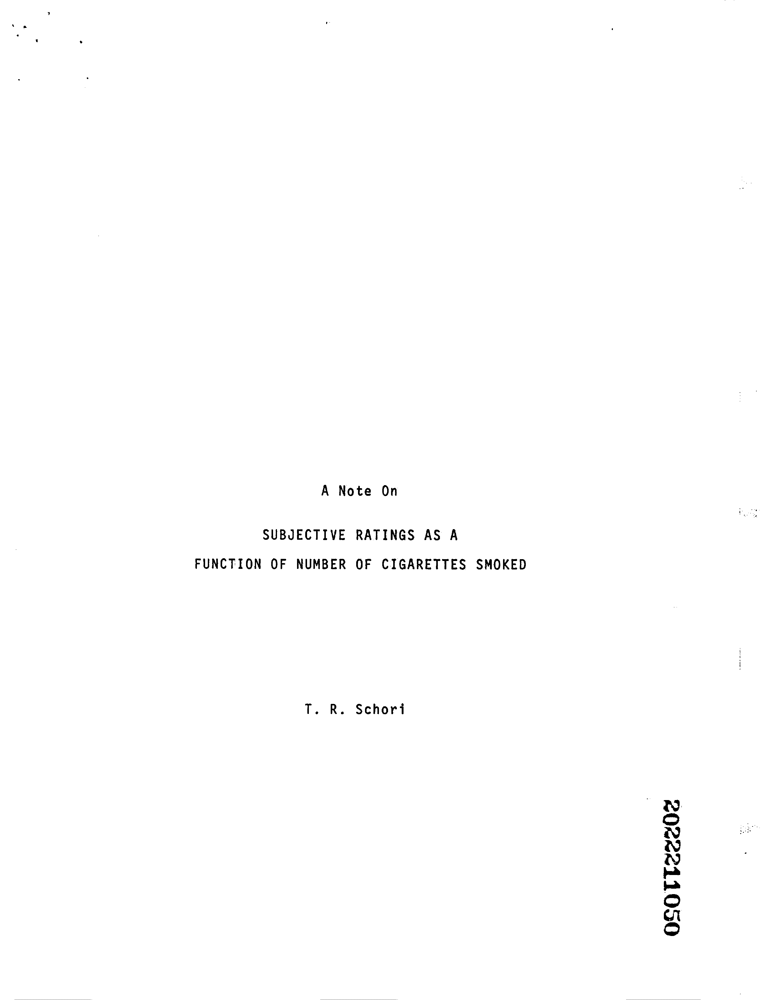 A Note On
SUBJECTIVE RATINGS AS A
FUNCTION OF NUMBER OF CIGARETTES SMOKED
T. R. Schori
2022211050